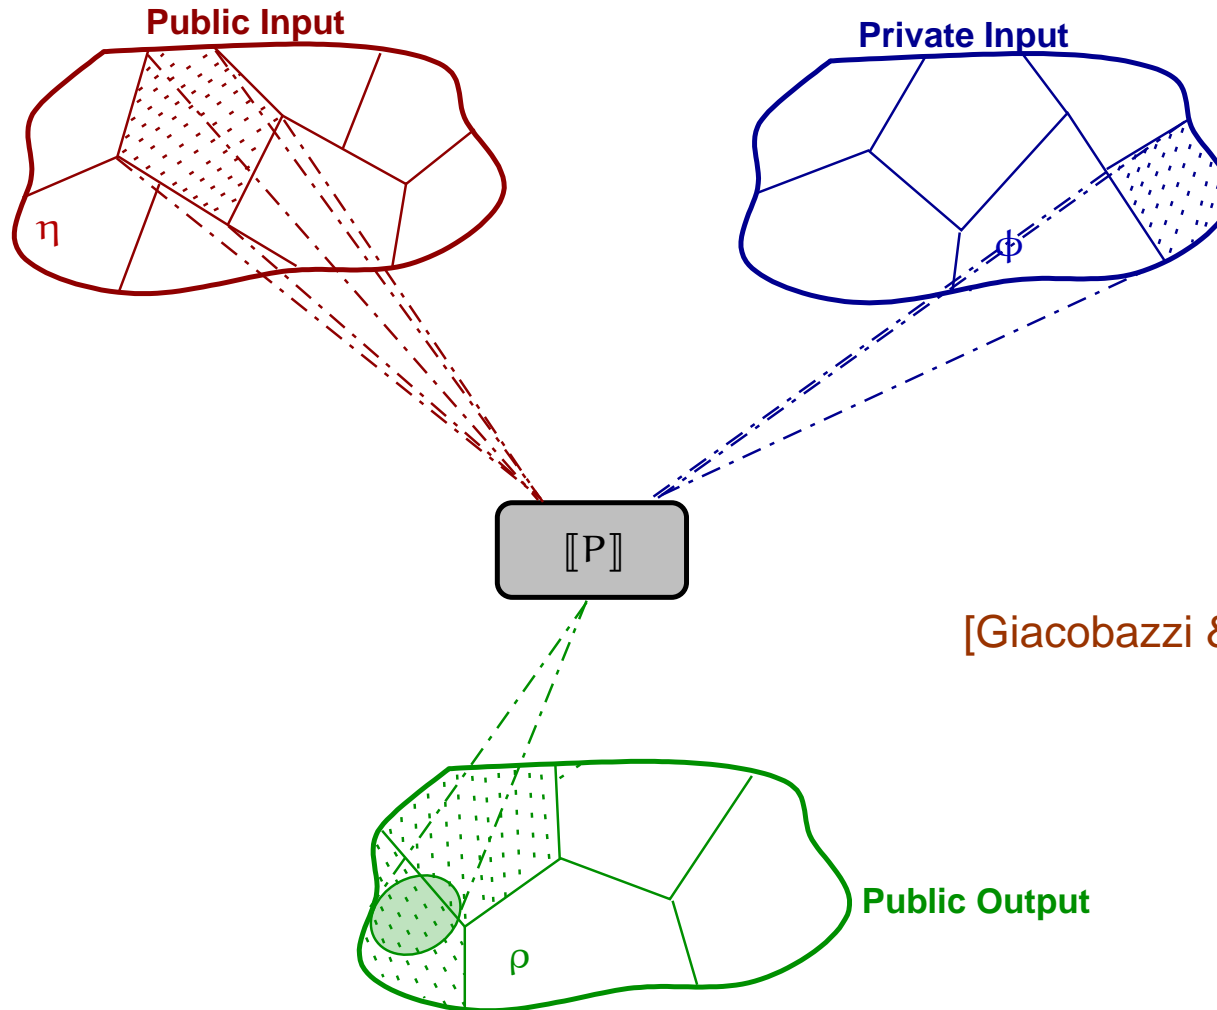 Public Input
Private Input
η
ϕ
⟦P⟧
[Giacobazzi &
Public Output
ρ